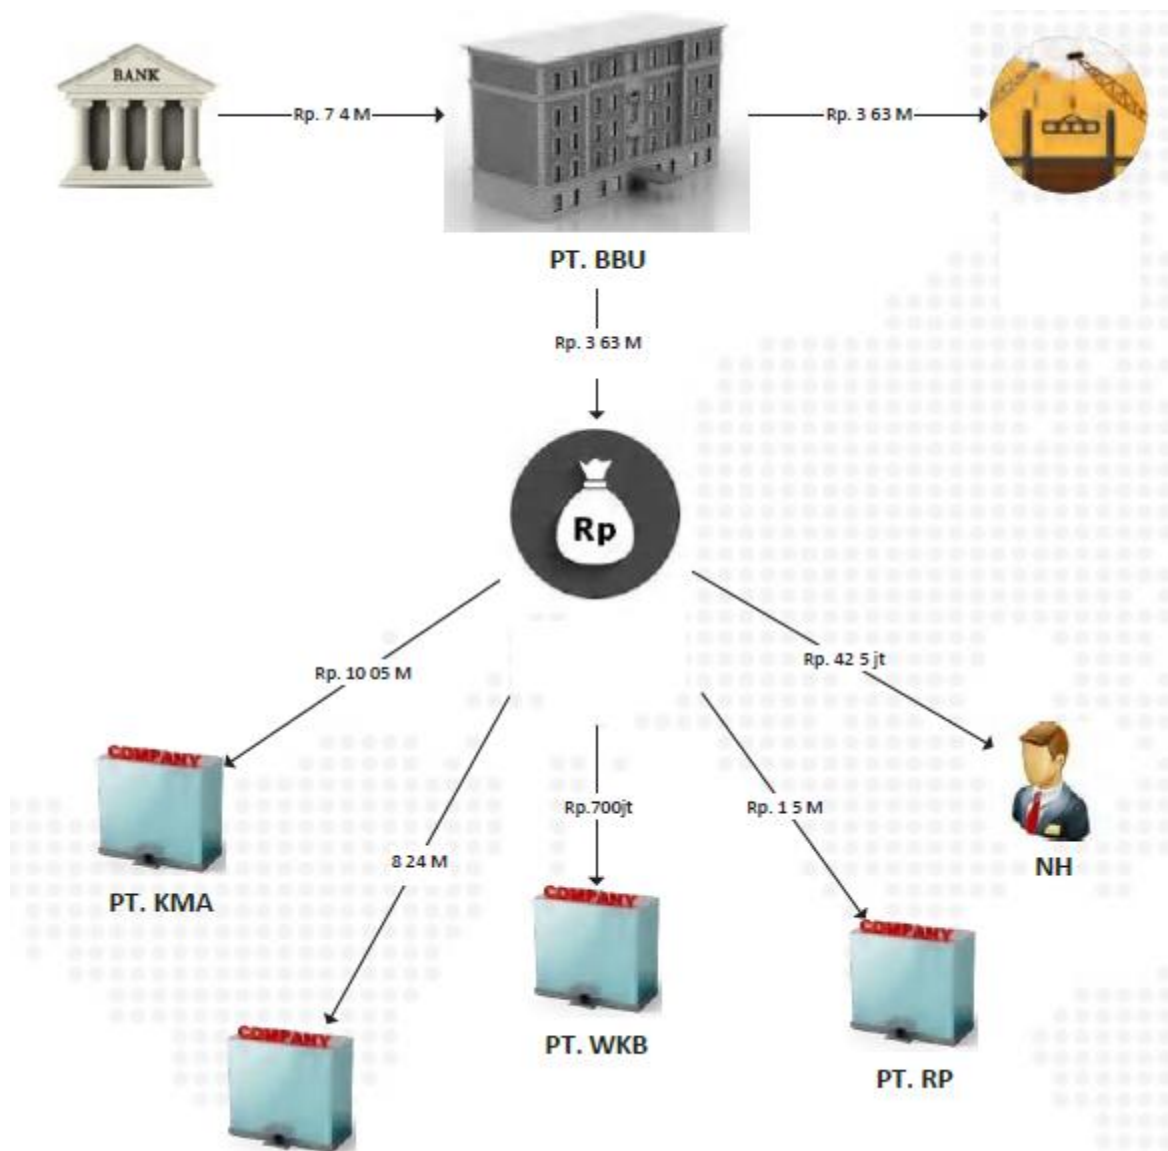 BANK
Rp. 7 4 M
Rp. 3 63 M
PT. BBU
Rp. 3 63 M
Rp
Rp. 10 05 M
Rp. 42 5 jt
8 24 M
Rp.700jt
Rp. 1 5 M
COMPANY
PT. KMA
NH
COMPANY
PT. WKB
COMPANY
PT. RP
COMPANY